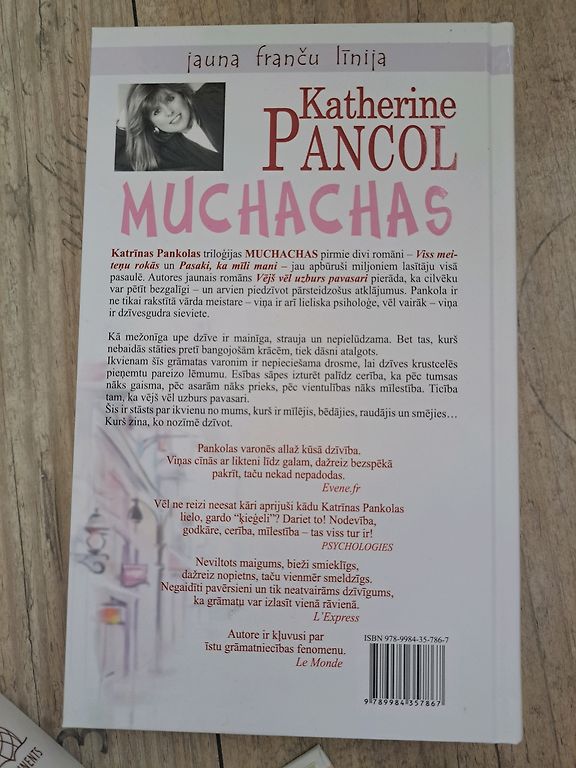 jauna franču līnija
Katherine
PANCOL
MUCHACHAS
Katrīnas Pankolas triloģijas MUCHACHAS pirmie divi romāni – Viss mei-
teņu rokās un Pasaki, ka mīli mani – jau apbūruši miljoniem lasītāju visā
pasaulē. Autores jaunais romāns Vējš vēl uzburs pavasari pierāda, ka cilvēku
var pētīt bezgalīgi – un arvien piedzīvot pārsteidzošus atklājumus. Pankola ir
ne tikai rakstītā vārda meistare – viņa ir arī lieliska psiholoģe, vēl vairāk – viņa
ir dzīvesgudra sieviete.
Kā mežonīga upe dzīve ir mainīga, strauja un nepielūdzama. Bet tas, kurš
nebaidās stāties pretī bangojošām krācēm, tiek dāsni atalgots.
Ikvienam šīs grāmatas varonim ir nepieciešama drosme, lai dzīves krustcelēs
pieņemtu pareizo lēmumu. Esības sāpes izturēt palīdz cerība, ka pēc tumsas
nāks gaisma, pēc asarām nāks prieks, pēc vientulības nāks mīlestība. Ticība
tam, ka vējš vēl uzburs pavasari.
Šis ir stāsts par ikvienu no mums, kurš ir mīlējis, bēdājies, raudājis un smējies…
Kurš zina, ko nozīmē dzīvot.
Pankolas varonēs allaž kūsā dzīvība.
Viņas cīnās ar likteni līdz galam, dažreiz bezspēkā
pakrīt, taču nekad nepadodas.
Evene.fr
Vēl ne reizi neesat kāri aprijuši kādu Katrīnas Pankolas
lielo, gardo “ķieģeli”? Dariet to! Nodevība,
godkāre, cerība, mīlestība – tas viss tur ir!
PSYCHOLOGIES
Neviltots maigums, bieži smieklīgs,
dažreiz nopietns, taču vienmēr smeldzīgs.
Negaidīti pavērsieni un tik neatvairāms dzīvīgums,
ka grāmatu var izlasīt vienā rāvienā.
L'Express
Autore ir kļuvusi par
īstu grāmatniecības fenomenu.
Le Monde
ISBN 978-9984-35-786-7
9 789984 357867